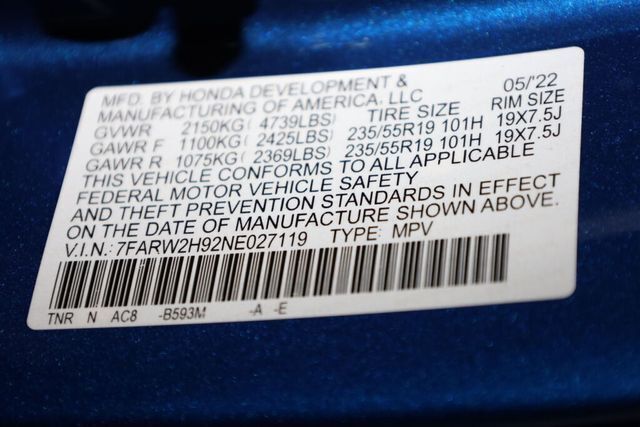 MFD. BY HONDA DEVELOPMENT & 05/22
MANUFACTURING OF AMERICA, LLC TIRE SIZE RIM SIZE
GVWR 2150KG ( 4739LBS)
GAWR F 1100KG ( 2425LBS) 235/55R19 101H 19X7.5J
GAWR R 1075KG ( 2369LBS) 235/55R19 101H 19X7.5J
THIS VEHICLE CONFORMS TO ALL APPLICABLE
FEDERAL MOTOR VEHICLE SAFETY
AND THEFT PREVENTION STANDARDS IN EFFECT
ON THE DATE OF MANUFACTURE SHOWN ABOVE.
V.I.N.: 7FARW2H92NE027119 TYPE: MPV
TNR N AC8 -B593M -A -E